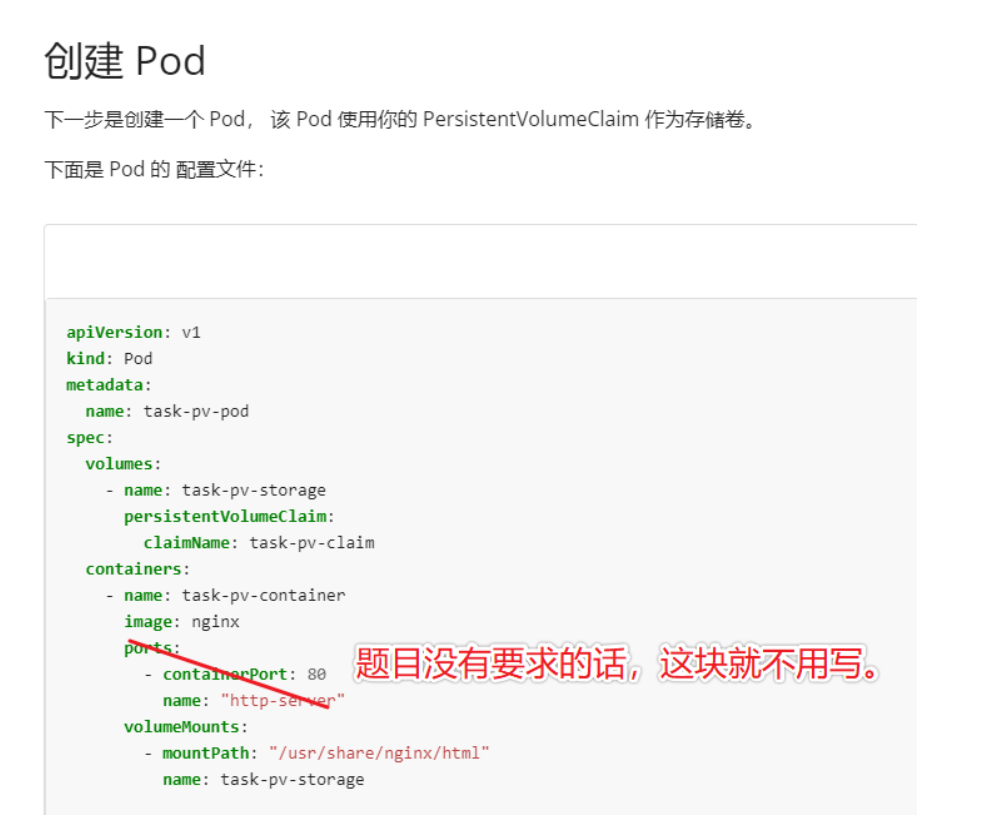 创建 Pod
下一步是创建一个 Pod， 该 Pod 使用你的 PersistentVolumeClaim 作为存储卷。
下面是 Pod 的 配置文件：
apiVersion: v1
kind: Pod
metadata:
  name: task-pv-pod
spec:
  volumes:
    - name: task-pv-storage
      persistentVolumeClaim:
        claimName: task-pv-claim
  containers:
    - name: task-pv-container
      image: nginx
      ports:
        - containerPort: 80
          name: "http-server"
题目没有要求的话，这块就不用写。
      volumeMounts:
        - mountPath: "/usr/share/nginx/html"
          name: task-pv-storage